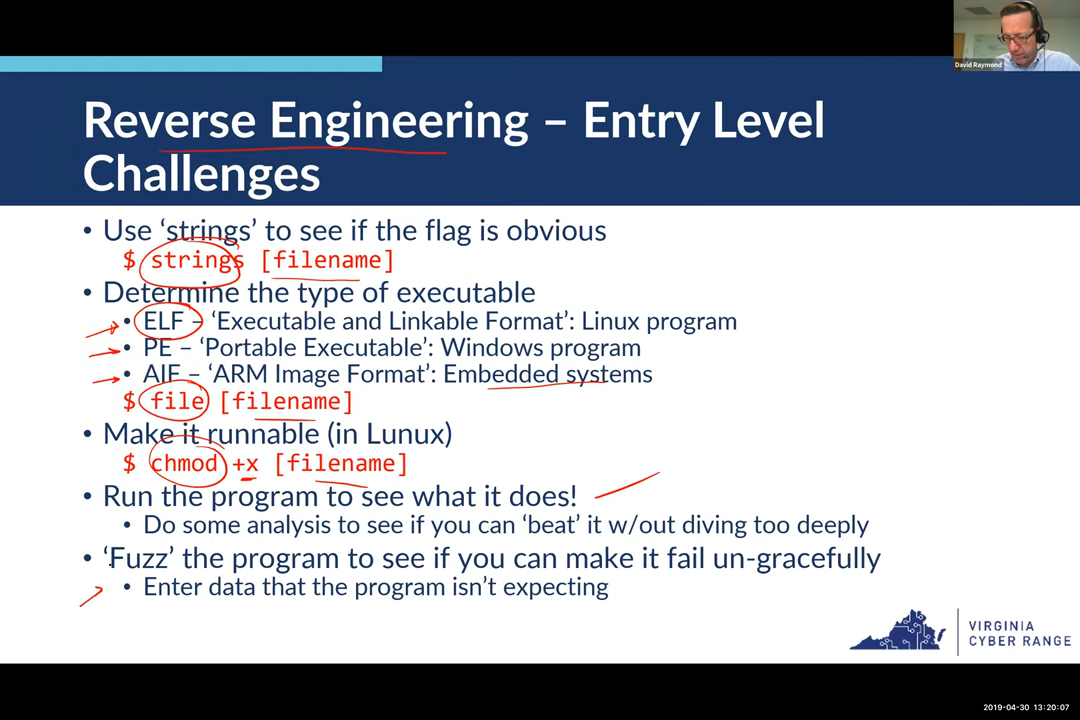 David Raymond
Reverse Engineering – Entry Level
Challenges
• Use ‘strings’ to see if the flag is obvious
$ strings [filename]
• Determine the type of executable
• ELF – ‘Executable and Linkable Format’: Linux program
• PE – ‘Portable Executable’: Windows program
• AIF – ‘ARM Image Format’: Embedded systems
$ file [filename]
• Make it runnable (in Lunux)
$ chmod +x [filename]
• Run the program to see what it does!
• Do some analysis to see if you can ‘beat’ it w/out diving too deeply
• ‘Fuzz’ the program to see if you can make it fail un-gracefully
• Enter data that the program isn’t expecting
VIRGINIA
CYBER RANGE
2019-04-30 13:20:07